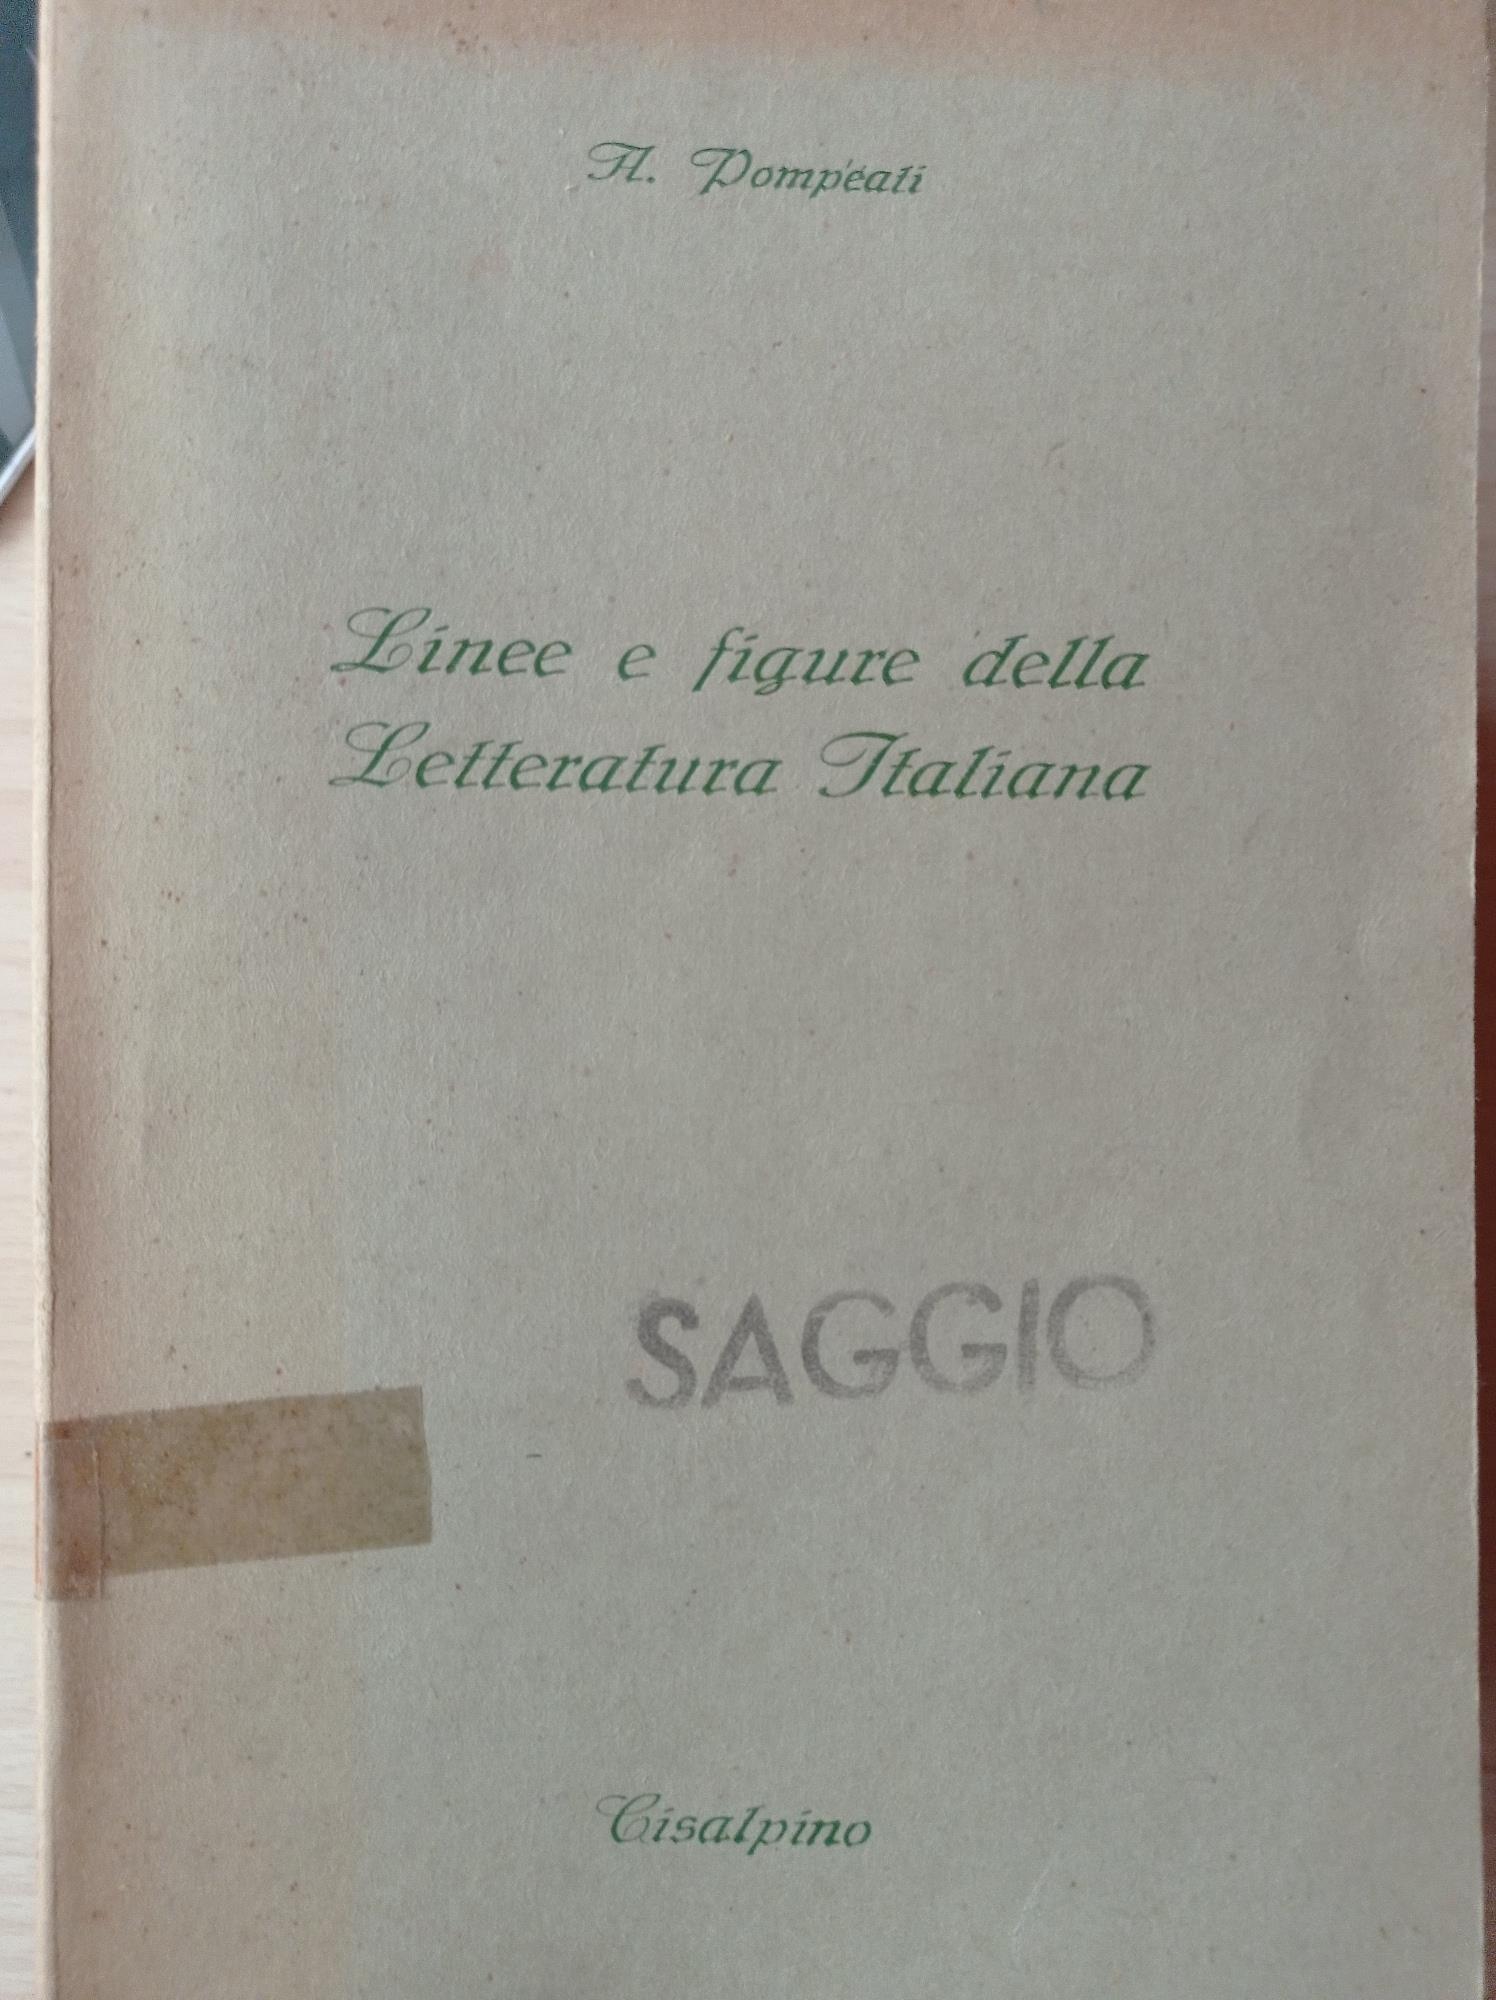 A. Pompeati
Linee e figure della
Letteratura Italiana
SAGGIO
Cisalpino